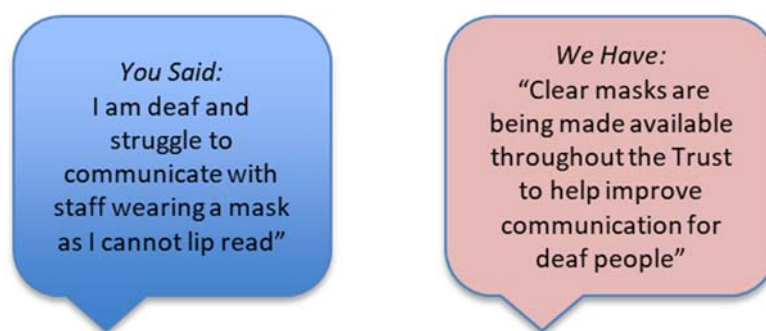 You Said:
I am deaf and
struggle to
communicate with
staff wearing a mask
as I cannot lip read”
We Have:
“Clear masks are
being made available
throughout the Trust
to help improve
communication for
deaf people”